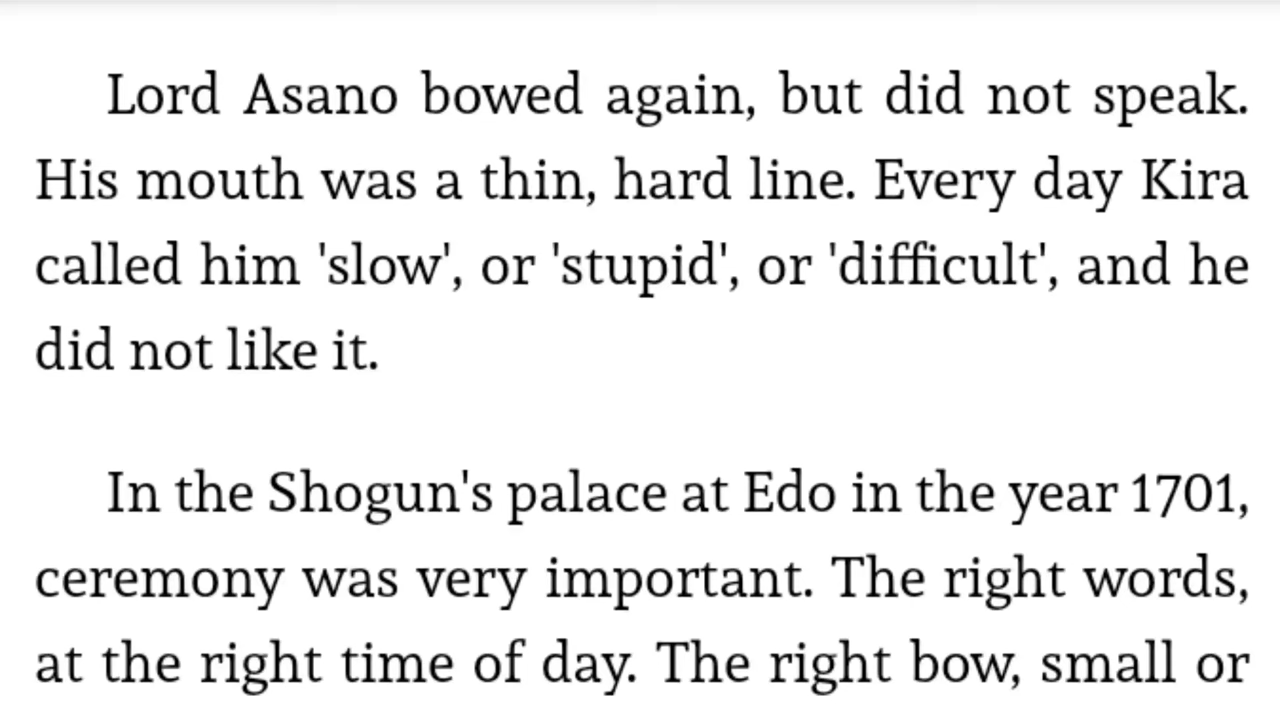 Lord Asano bowed again, but did not speak.
His mouth was a thin, hard line. Every day Kira
called him 'slow', or 'stupid', or 'difficult', and he
did not like it.
In the Shogun's palace at Edo in the year 1701,
ceremony was very important. The right words,
at the right time of day. The right bow, small or